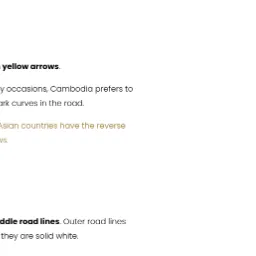 yellow arrows.
y occasions, Cambodia prefers to
ark curves in the road.
Asian countries have the reverse
ddle road lines. Outer road lines
they are solid white.